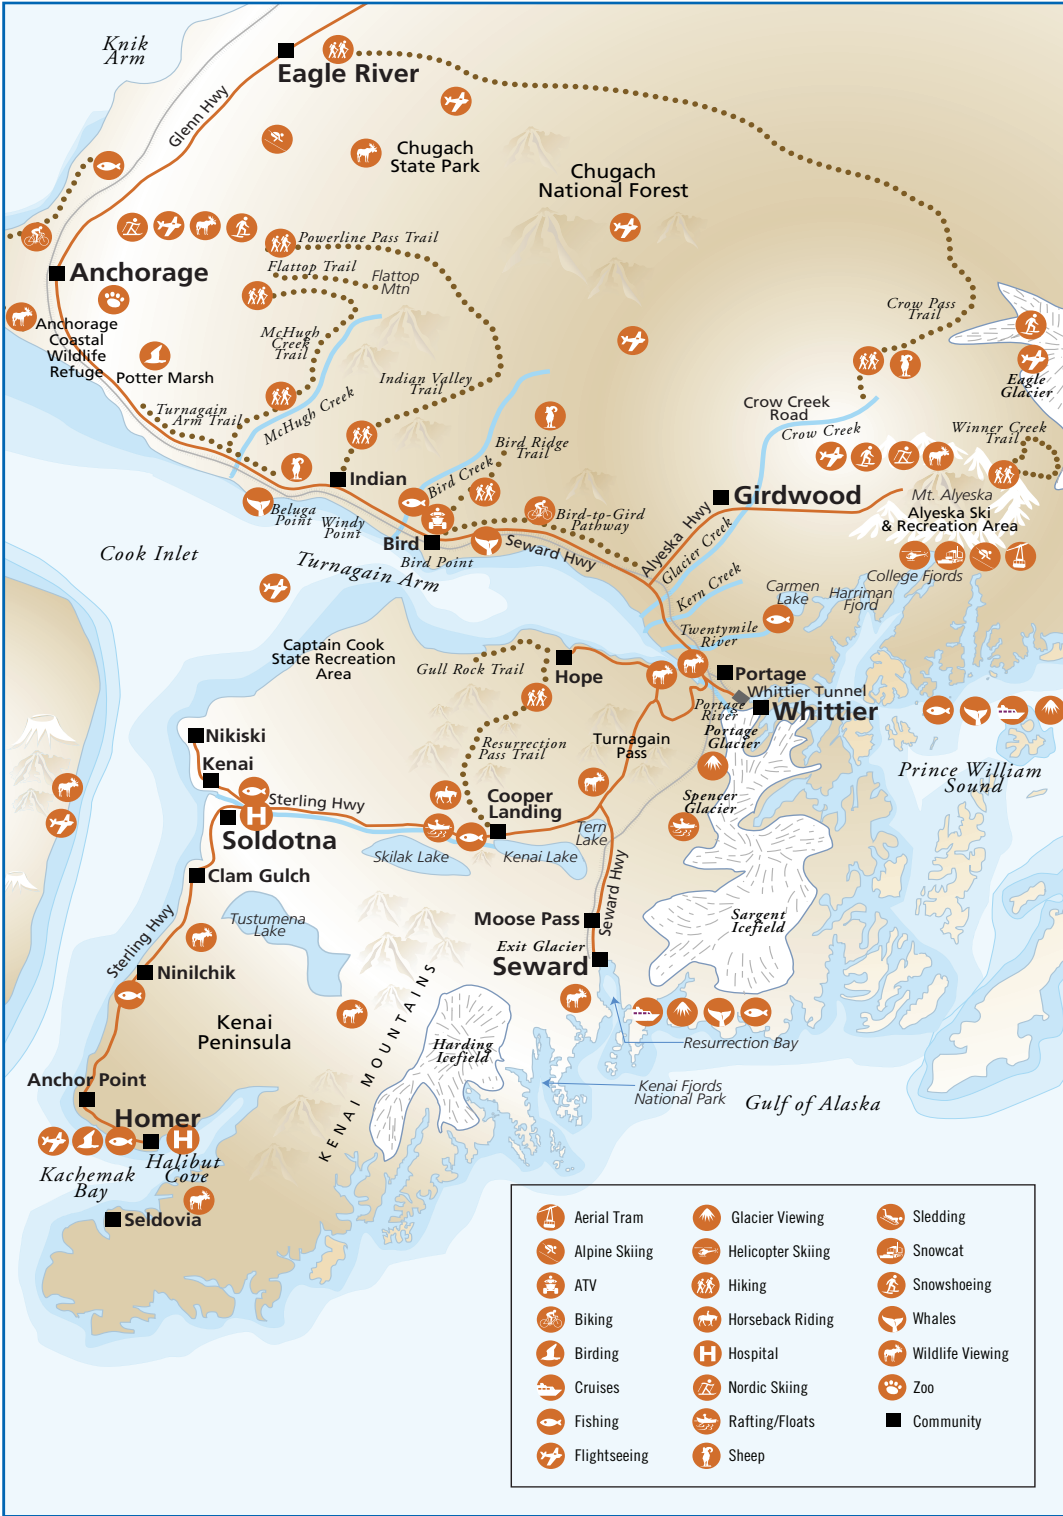 Knik
Arm
Eagle River
Glenn Hwy
Chugach
State Park
Chugach
National Forest
Powerline Pass Trail
Flattop Trail
Flattop
Mtn
Anchorage
Anchorage
Coastal
Wildlife
Refuge
Potter Marsh
McHugh
Creek
Trail
Crow Pass
Trail
Eagle
Glacier
Indian Valley
Trail
Turnagain
Arm Trail
McHugh Creek
Crow Creek
Road
Crow Creek
Winner Creek
Trail
Bird Ridge
Trail
Bird Creek
Indian
Girdwood
Mt. Alyeska
Alyeska Ski
& Recreation Area
Beluga
Point
Windy
Point
Bird-to-Gird
Pathway
Alyeska Hwy
Bird
Bird Point
Seward Hwy
Glacier Creek
Cook Inlet
Turnagain Arm
Kern Creek
College Fjords
Carmen
Lake
Harriman
Fjord
Twentymile
River
Captain Cook
State Recreation
Area
Gull Rock Trail
Hope
Portage
Whittier Tunnel
Whittier
Portage
River
Portage
Glacier
Nikiski
Kenai
Resurrection
Pass Trail
Turnagain
Pass
Prince William
Sound
Sterling Hwy
Cooper
Landing
Spencer
Glacier
Soldotna
Skilak Lake
Kenai Lake
Tern
Lake
Clam Gulch
Seward Hwy
Tustumena
Lake
Moose Pass
Sargent
Icefield
Sterling Hwy
Exit Glacier
Seward
Ninilchik
Kenai
Peninsula
KENAI MOUNTAINS
Harding
Icefield
Resurrection Bay
Anchor Point
Kenai Fjords
National Park
Gulf of Alaska
Homer
Halibut
Cove
Kachemak
Bay
Seldovia
Aerial Tram
Alpine Skiing
ATV
Biking
Birding
Cruises
Fishing
Flightseeing
Glacier Viewing
Helicopter Skiing
Hiking
Horseback Riding
H
Hospital
Nordic Skiing
Rafting/Floats
Sheep
Sledding
Snowcat
Snowshoeing
Whales
Wildlife Viewing
Zoo
Community
H
H